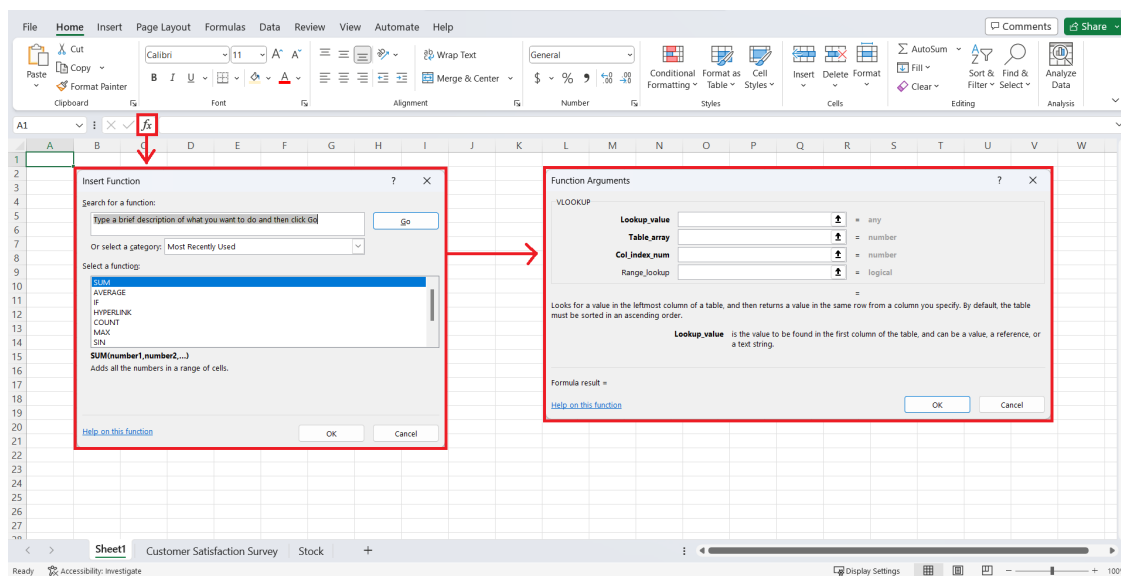 File Home Insert Page Layout Formulas Data Review View Automate Help Comments Share
Cut
Copy
Format Painter
Paste
Clipboard
Calibri 11 A^ A˅
B I U A
Font
Wrap Text
Merge & Center
Alignment
General
$ % 9 .00
Number
Conditional Formatting
Format as Table
Cell Styles
Styles
Insert Delete Format
Cells
AutoSum
Fill
Clear
Sort & Filter
Find & Select
Editing
Analyze Data
Analysis
A1 fx
A B C D E F G H I J K L M N O P Q R S T U V W
1
2
3
4
5
6
7
8
9
10
11
12
13
14
15
16
17
18
19
20
21
22
23
24
25
26
27
28
Insert Function ? ×
Search for a function:
Type a brief description of what you want to do and then click Go
Go
Or select a category: Most Recently Used
Select a function:
SUM
AVERAGE
IF
HYPERLINK
COUNT
MAX
SIN
SUM(number1,number2,...)
Adds all the numbers in a range of cells.
Help on this function
OK Cancel
Function Arguments ? ×
VLOOKUP
Lookup_value = any
Table_array = number
Col_index_num = number
Range_lookup = logical
=
Looks for a value in the leftmost column of a table, and then returns a value in the same row from a column you specify. By default, the table
must be sorted in an ascending order.
Lookup_value is the value to be found in the first column of the table, and can be a value, a reference, or
a text string.
Formula result =
Help on this function
OK Cancel
Sheet1 Customer Satisfaction Survey Stock +
Ready Accessibility: Investigate Display Settings - + 100%